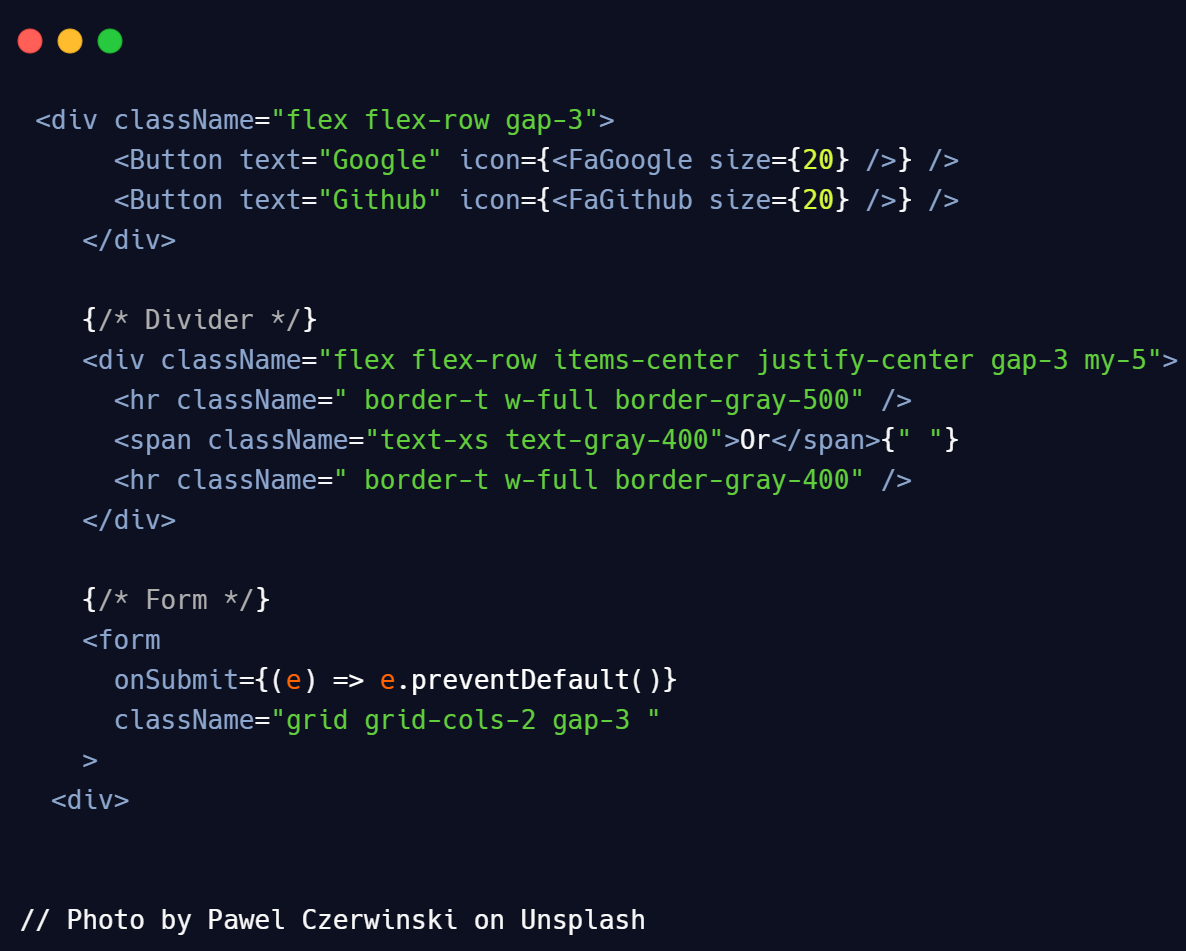 <div className="flex flex-row gap-3">
<Button text="Google" icon={<FaGoogle size={20} />} />
<Button text="Github" icon={<FaGithub size={20} />} />
</div>
{/* Divider */}
<div className="flex flex-row items-center justify-center gap-3 my-5">
<hr className=" border-t w-full border-gray-500" />
<span className="text-xs text-gray-400">Or</span>{" "}
<hr className=" border-t w-full border-gray-400" />
</div>
{/* Form */}
<form
onSubmit={(e) => e.preventDefault()}
className="grid grid-cols-2 gap-3 "
>
<div>
// Photo by Pawel Czerwinski on Unsplash